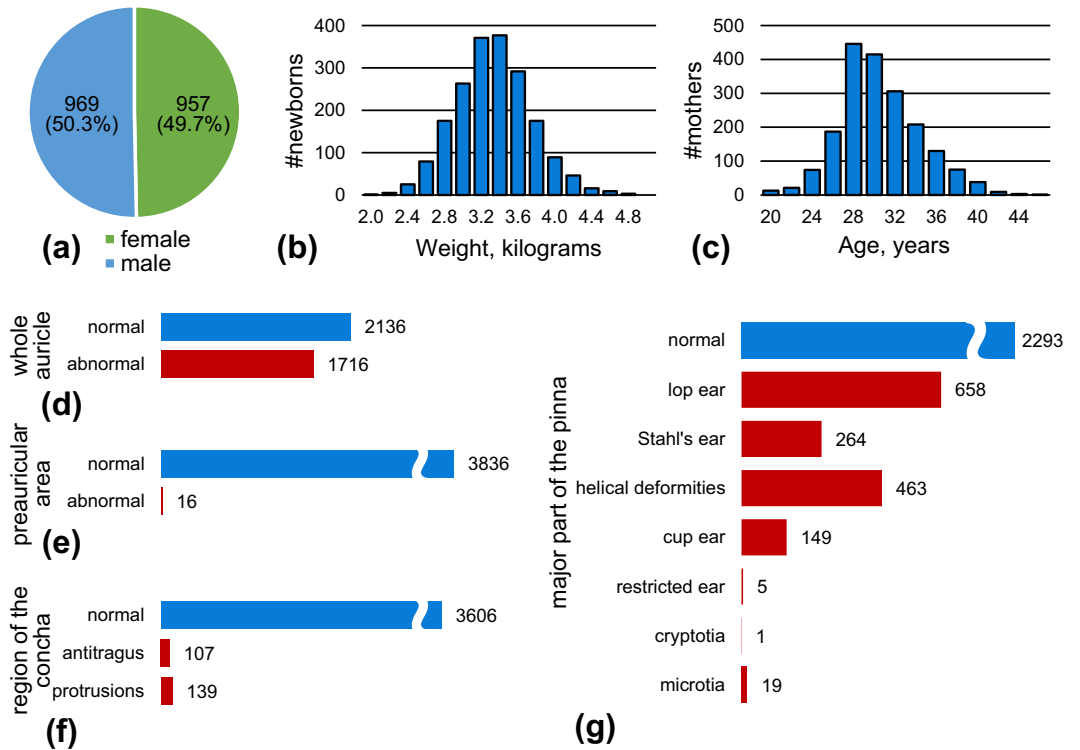 969
(50.3%)
957
(49.7%)
female
male
(a)
400
300
200
100
0
#newborns
2.0 2.4 2.8 3.2 3.6 4.0 4.4 4.8
Weight, kilograms
(b)
500
400
300
200
100
0
#mothers
20 24 28 32 36 40 44
Age, years
(c)
whole
auricle
normal 2136
abnormal 1716
(d)
preauricular
area
normal 3836
abnormal 16
(e)
region of the
concha
normal 3606
antitragus 107
protrusions 139
(f)
major part of the pinna
normal 2293
lop ear 658
Stahl's ear 264
helical deformities 463
cup ear 149
restricted ear 5
cryptotia 1
microtia 19
(g)